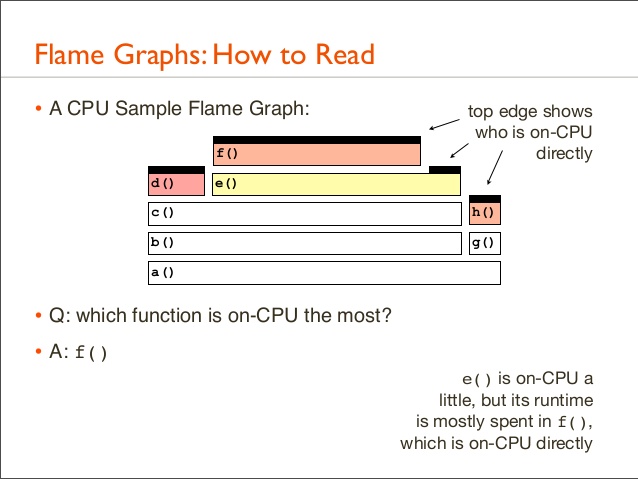 Flame Graphs: How to Read
• A CPU Sample Flame Graph:
top edge shows
who is on-CPU
directly
f()
d()
e()
c()
h()
b()
g()
a()
• Q: which function is on-CPU the most?
• A: f()
e() is on-CPU a
little, but its runtime
is mostly spent in f(),
which is on-CPU directly